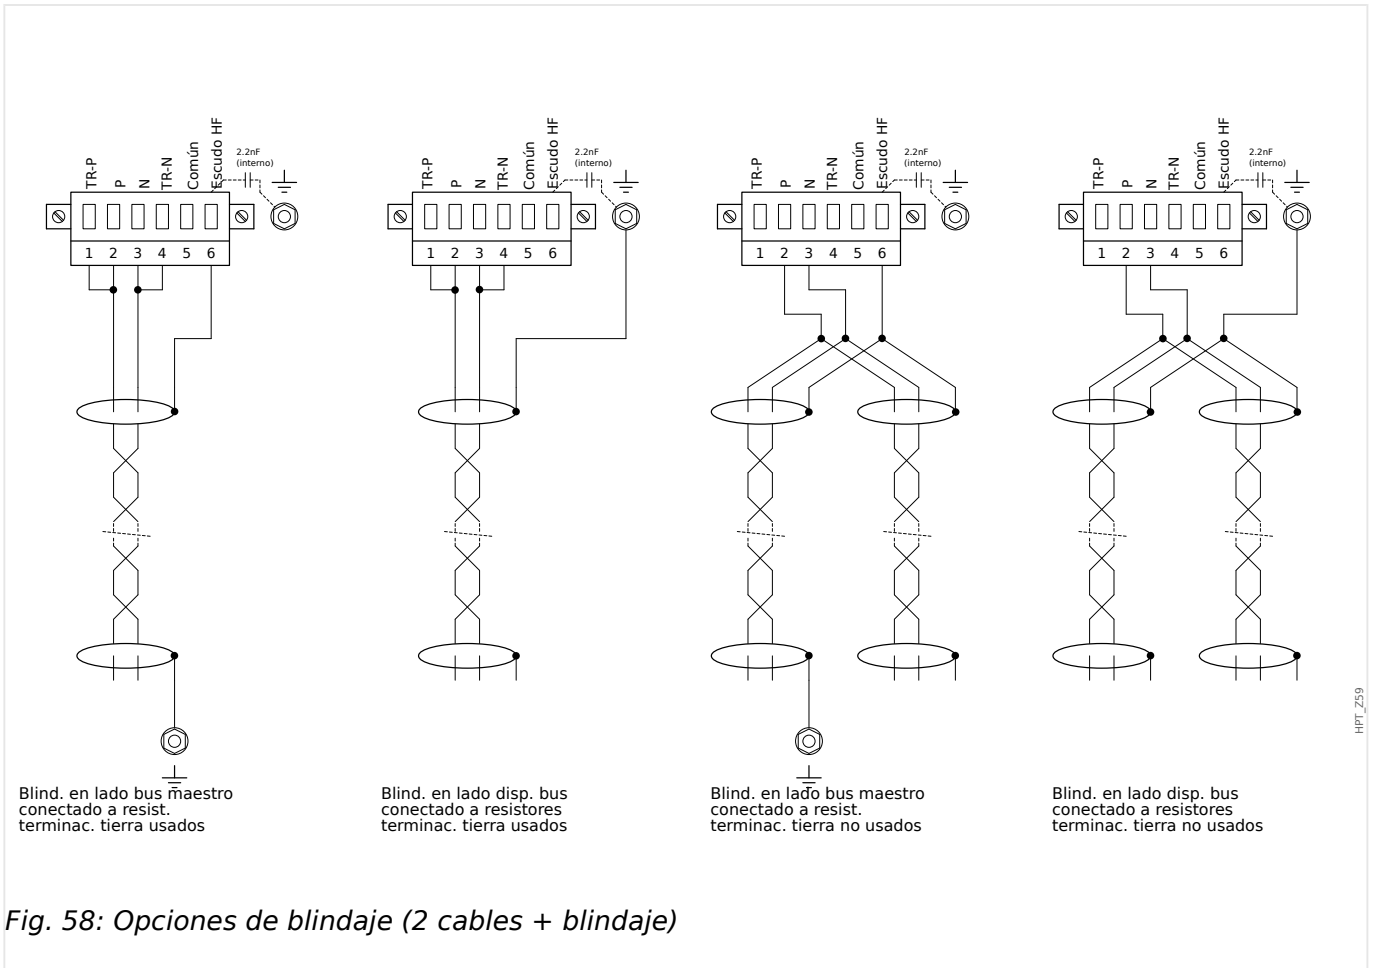 TR-P
P
N
TR-N
Común
Escudo HF
2.2nF
(interno)
1 2 3 4 5 6
TR-P
P
N
TR-N
Común
Escudo HF
2.2nF
(interno)
1 2 3 4 5 6
TR-P
P
N
TR-N
Común
Escudo HF
2.2nF
(interno)
1 2 3 4 5 6
TR-P
P
N
TR-N
Común
Escudo HF
2.2nF
(interno)
1 2 3 4 5 6
HPT_Z59
Blind. en lado bus maestro
conectado a resist.
terminac. tierra usados
Blind. en lado disp. bus
conectado a resistores
terminac. tierra usados
Blind. en lado bus maestro
conectado a resist.
terminac. tierra no usados
Blind. en lado disp. bus
conectado a resistores
terminac. tierra no usados
Fig. 58: Opciones de blindaje (2 cables + blindaje)